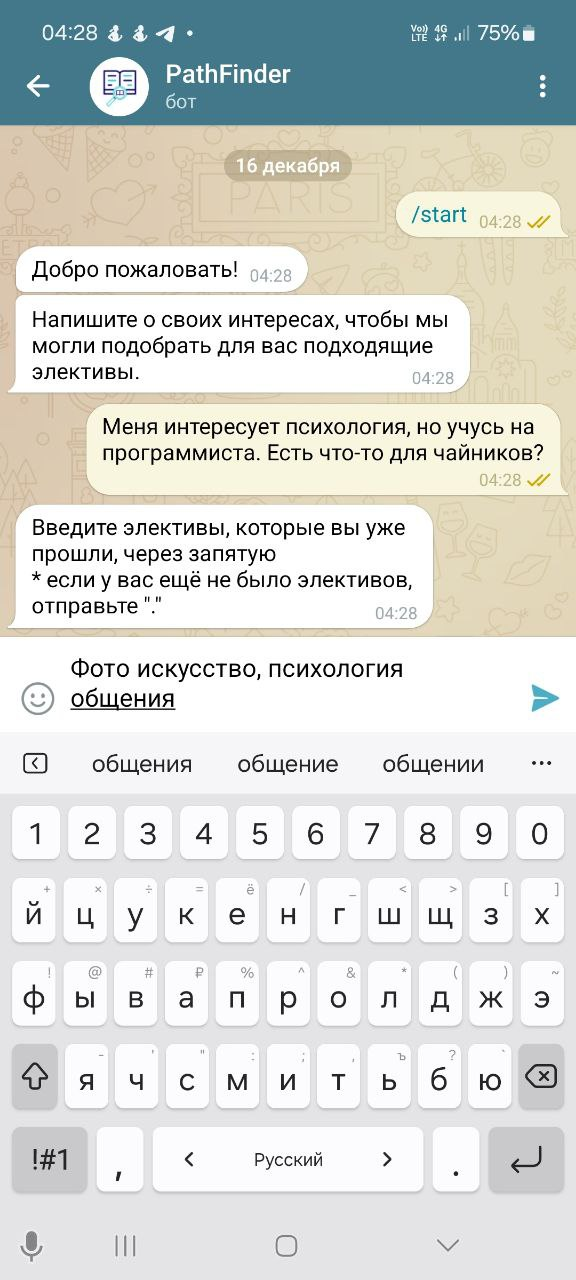 04:28
Vo)) 4G 75%
LTE
PathFinder
бот
16 декабря
PARIS
/start 04:28
Добро пожаловать! 04:28
Напишите о своих интересах, чтобы мы
могли подобрать для вас подходящие
элективы. 04:28
Меня интересует психология, но учусь на
программиста. Есть что-то для чайников?
04:28
Введите элективы, которые вы уже
прошли, через запятую
* если у вас ещё не было элективов,
отправьте "." 04:28
Фото искусство, психология
общения
общения общение общении
1 2 3 4 5 6 7 8 9 0
+ × ÷ = ё / _ < > [ ]
й ц у к е н г ш щ з х
! @ # ₽ % ^ & * ( ) ~
ф ы в а п р о л д ж э
- ' " : ; , ъ ? `
я ч с м и т ь б ю
!#1 , < Русский > .